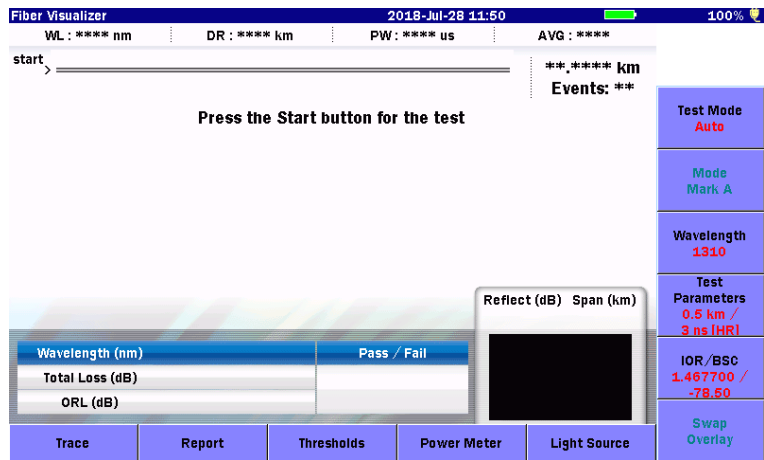 Fiber Visualizer 2018-Jul-28 11:50 100%
WL : **** nm DR : **** km PW : **** us AVG : ****
start
**.**** km
Events: **
Press the Start button for the test
Test Mode
Auto
Mode
Mark A
Wavelength
1310
Test
Parameters
0.5 km /
3 ns [HR]
IOR/BSC
1.467700 /
-78.50
Swap
Overlay
Reflect (dB) Span (km)
Wavelength (nm) Pass / Fail
Total Loss (dB)
ORL (dB)
Trace Report Thresholds Power Meter Light Source